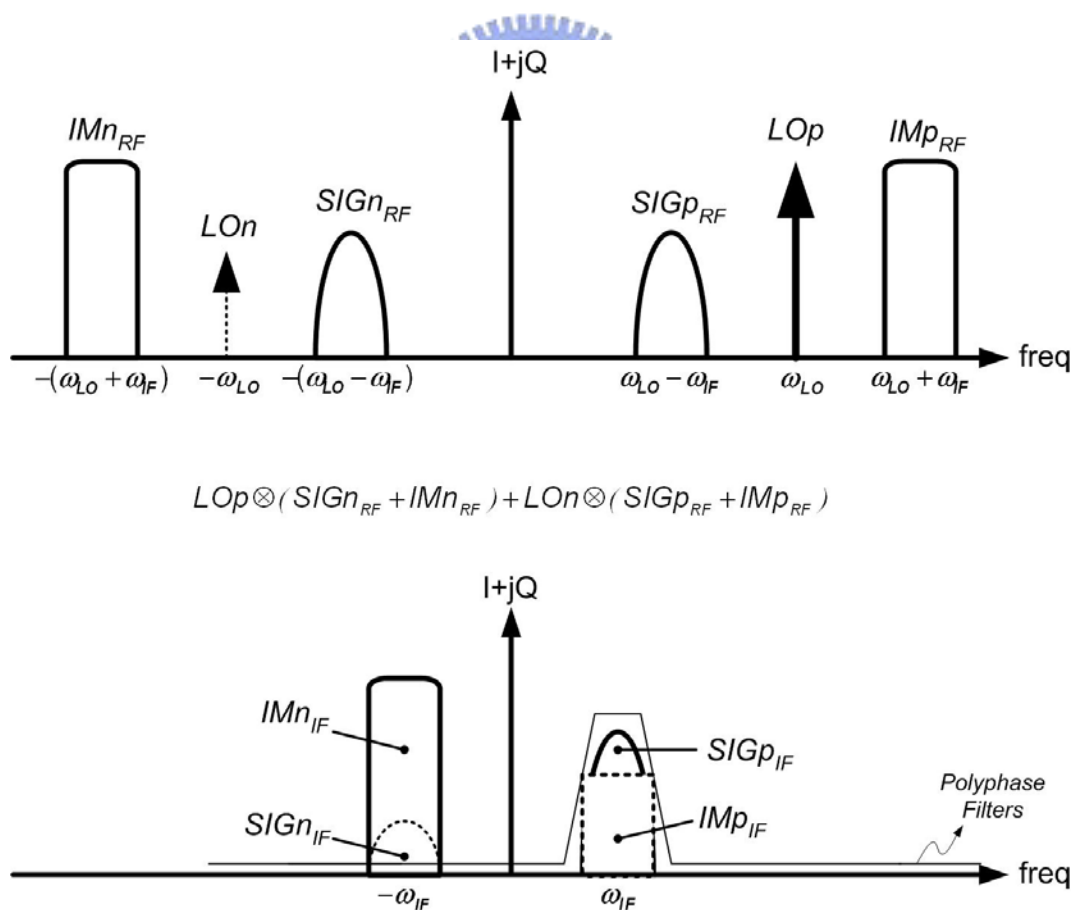 I+jQ
IMn_RF
LOn
SIGn_RF
SIGp_RF
LOp
IMp_RF
freq
-(ω_LO + ω_IF)
-ω_LO
-(ω_LO - ω_IF)
ω_LO - ω_IF
ω_LO
ω_LO + ω_IF
LOp⊗(SIGn_RF+IMn_RF)+LOn⊗(SIGp_RF+IMp_RF)
I+jQ
IMn_IF
SIGn_IF
SIGp_IF
IMp_IF
Polyphase
Filters
freq
-ω_IF
ω_IF